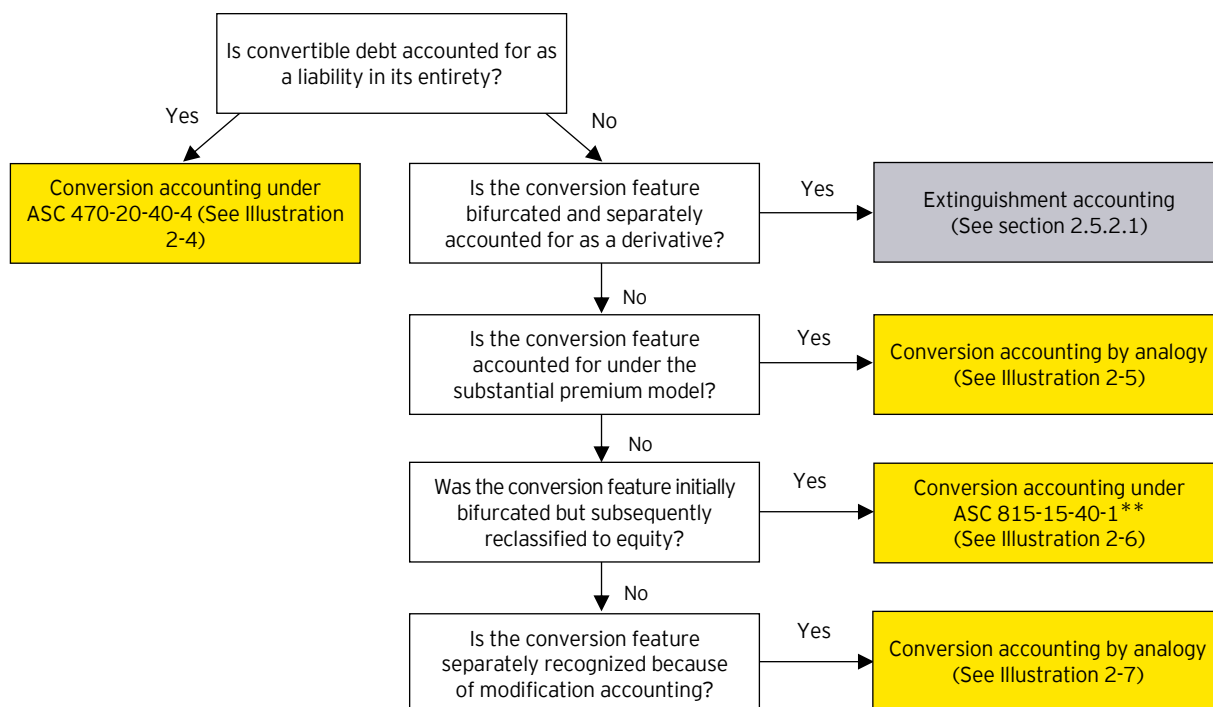 Is convertible debt accounted for as
a liability in its entirety?
Yes
No
Conversion accounting under
ASC 470-20-40-4 (See Illustration
2-4)
Is the conversion feature
bifurcated and separately
accounted for as a derivative?
Yes
Extinguishment accounting
(See section 2.5.2.1)
No
Is the conversion feature
accounted for under the
substantial premium model?
Yes
Conversion accounting by analogy
(See Illustration 2-5)
No
Was the conversion feature initially
bifurcated but subsequently
reclassified to equity?
Yes
Conversion accounting under
ASC 815-15-40-1**
(See Illustration 2-6)
No
Is the conversion feature
separately recognized because
of modification accounting?
Yes
Conversion accounting by analogy
(See Illustration 2-7)